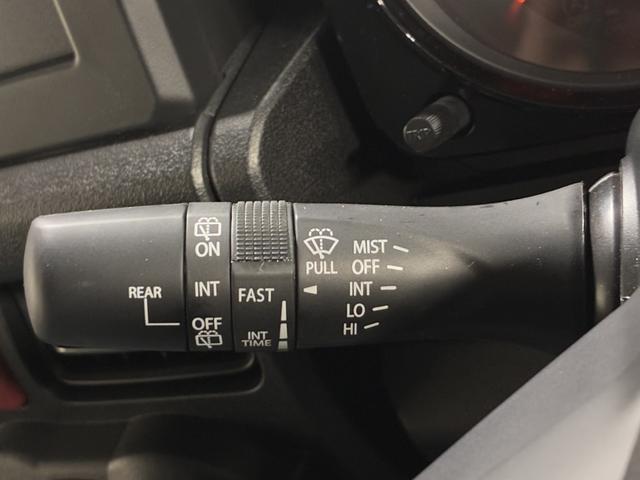 REAR
ON
INT
OFF
FAST
INT
TIME
PULL
MIST
OFF
INT
LO
HI